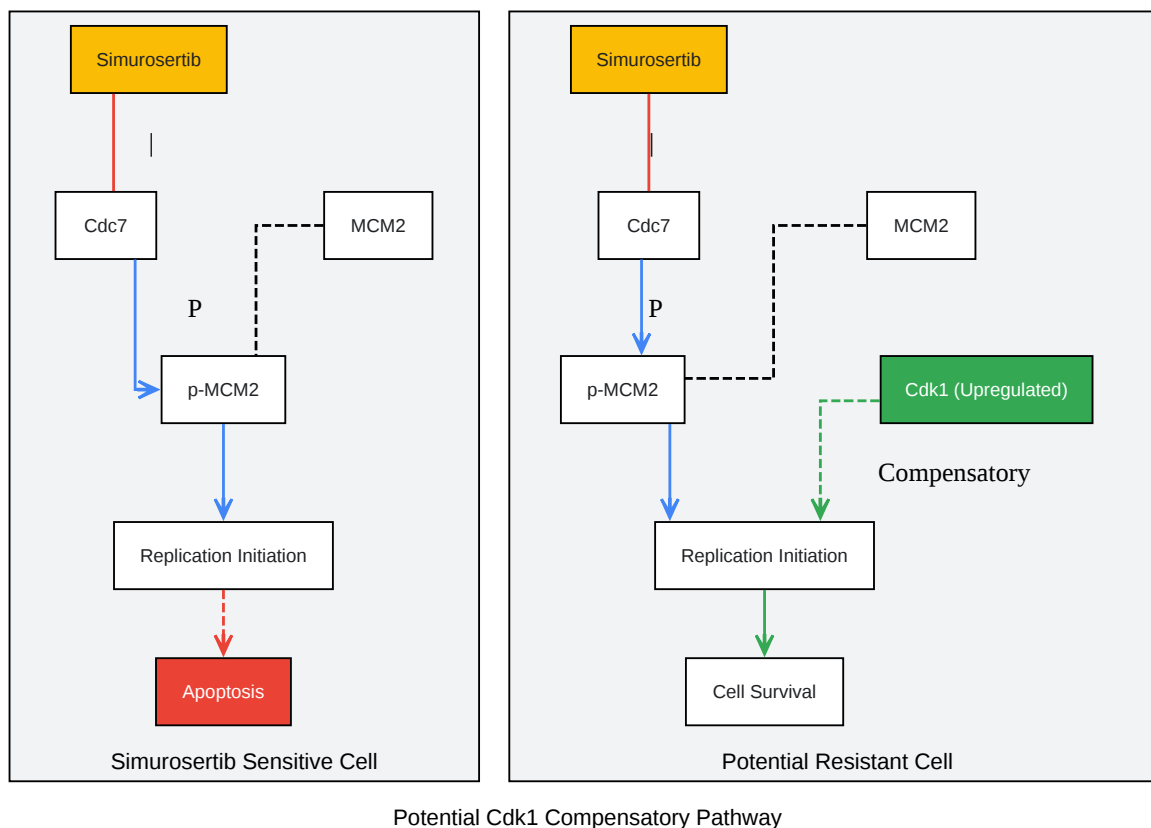 Simurosertib
|
Cdc7
MCM2
P
p-MCM2
Replication Initiation
Apoptosis
Simurosertib Sensitive Cell
Simurosertib
|
Cdc7
MCM2
P
p-MCM2
Cdk1 (Upregulated)
Compensatory
Replication Initiation
Cell Survival
Potential Resistant Cell
Potential Cdk1 Compensatory Pathway